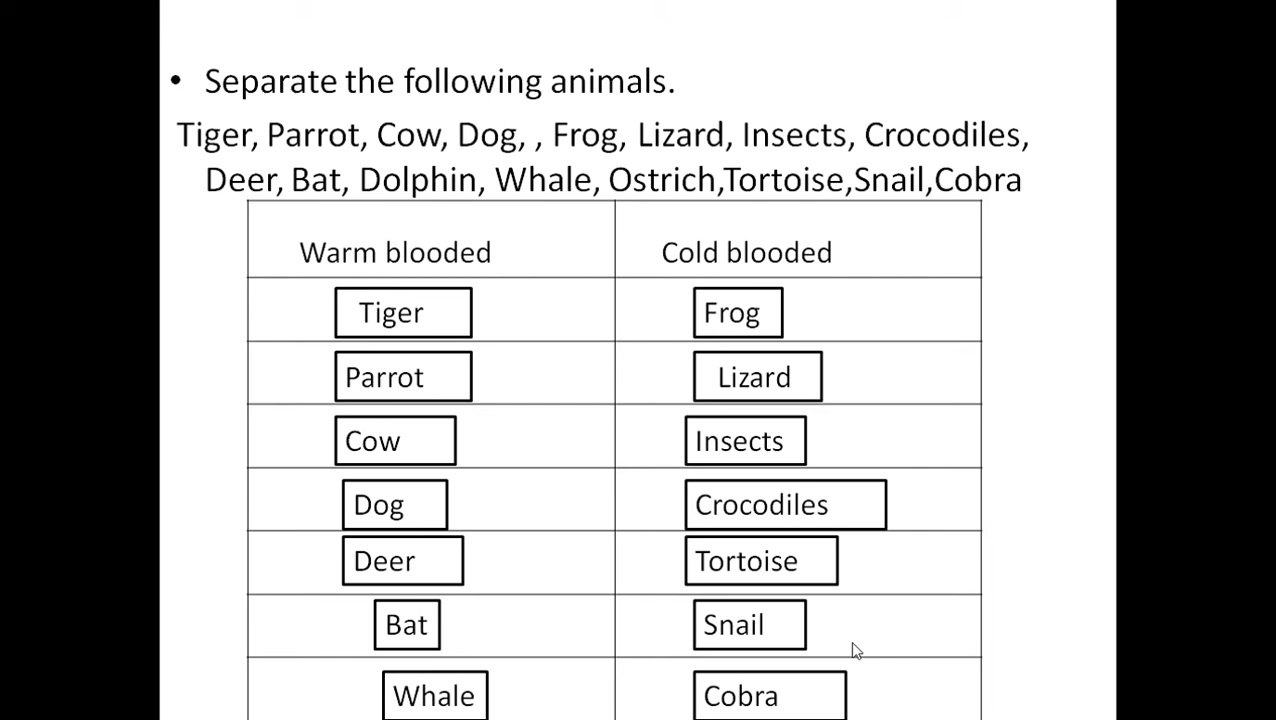 • Separate the following animals.
Tiger, Parrot, Cow, Dog, , Frog, Lizard, Insects, Crocodiles,
Deer, Bat, Dolphin, Whale, Ostrich,Tortoise,Snail,Cobra
Warm blooded Cold blooded
Tiger Frog
Parrot Lizard
Cow Insects
Dog Crocodiles
Deer Tortoise
Bat Snail
Whale Cobra